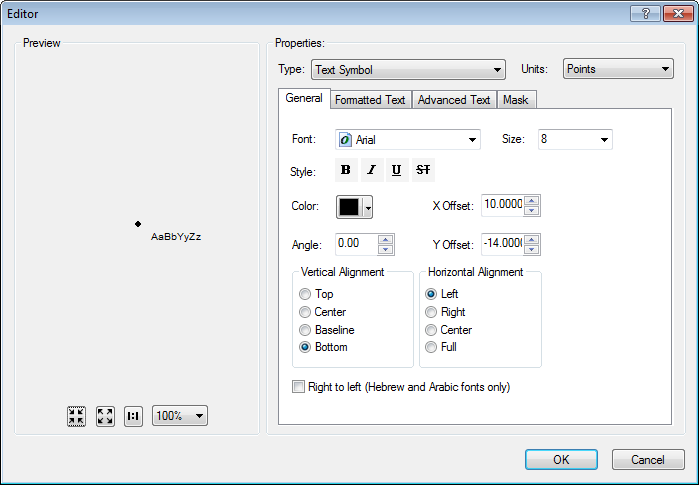 Editor
Preview
Properties:
Type: Text Symbol Units: Points
General Formatted Text Advanced Text Mask
Font: Arial Size: 8
Style: B I U ST
Color: X Offset: 10.0000
Angle: 0.00 Y Offset: -14.0000
AaBbYyZz
Vertical Alignment Horizontal Alignment
Top Left
Center Right
Baseline Center
Bottom Full
Right to left (Hebrew and Arabic fonts only)
1:1 100%
OK Cancel